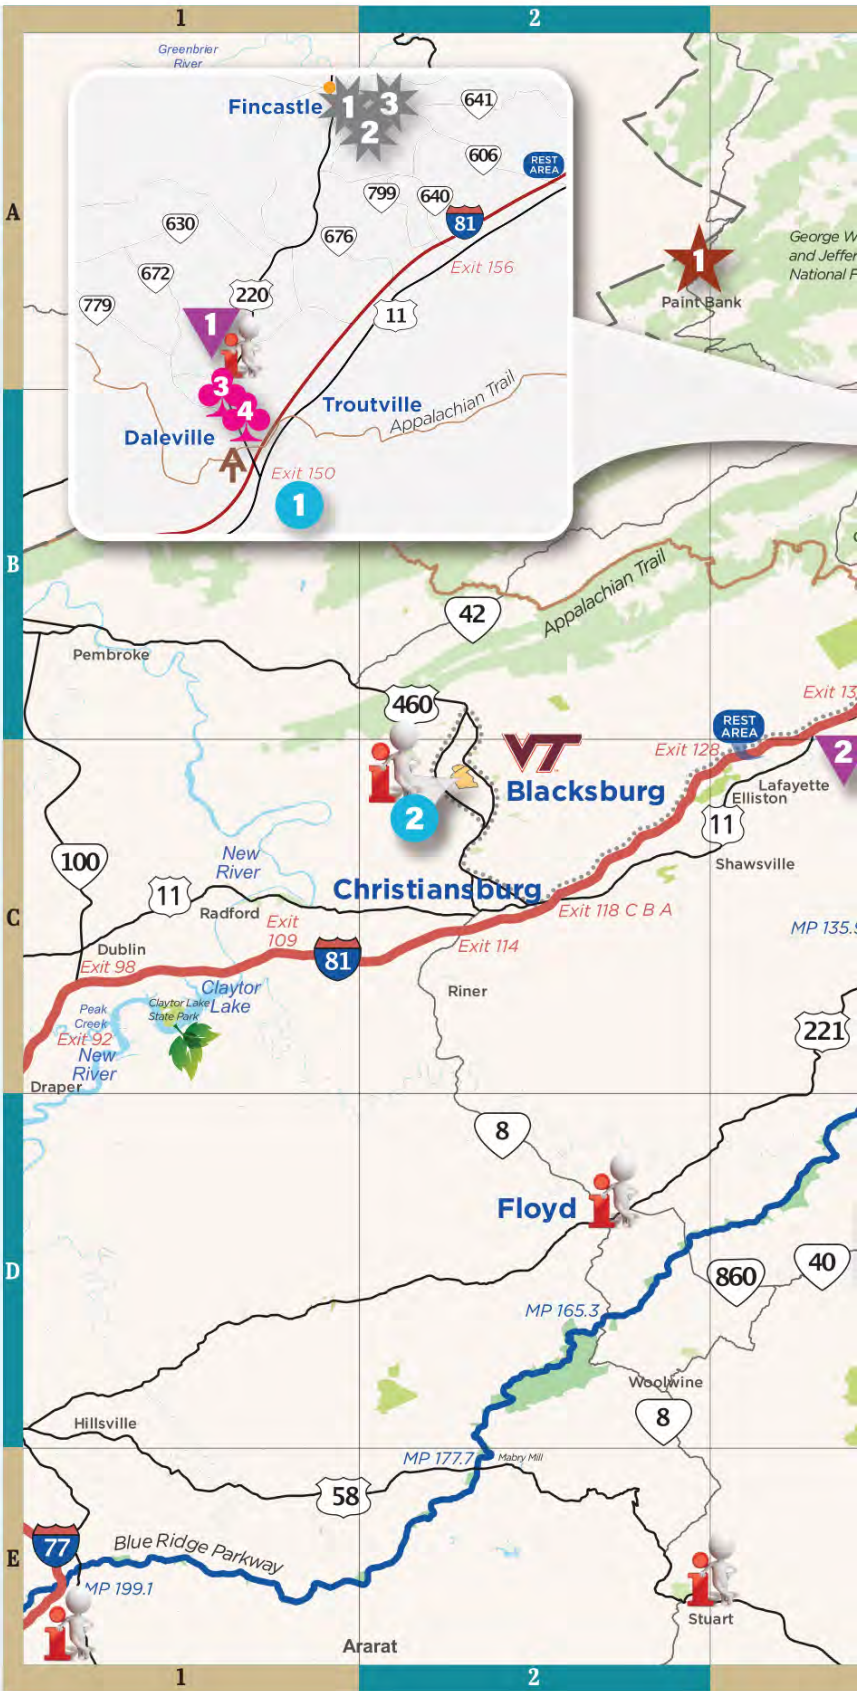 1
2
Greenbrier
River
Fincastle
1
3
2
641
606
REST
AREA
799
640
81
630
676
Exit 156
672
220
779
11
1
i
3
4
Troutville
Appalachian Trail
Daleville
Exit 150
1
A
George W
and Jeffer
National F
1
Paint Bank
B
42
Appalachian Trail
Pembroke
460
Exit 13
REST
AREA
VT
Exit 128
2
i
Blacksburg
Lafayette
Elliston
2
11
100
New
River
Shawsville
Christiansburg
11
Radford
Exit 118 C B A
C
Exit
109
MP 135.9
Dublin
Exit 114
81
Exit 98
Claytor
Lake
Riner
Claytor Lake
State Park
Peak
Creek
221
Exit 92
New
River
Draper
8
i
Floyd
D
860
40
MP 165.3
Woolwine
8
Hillsville
MP 177.7
Mabry Mill
58
E
77
Blue Ridge Parkway
MP 199.1
i
i
Stuart
Ararat
1
2